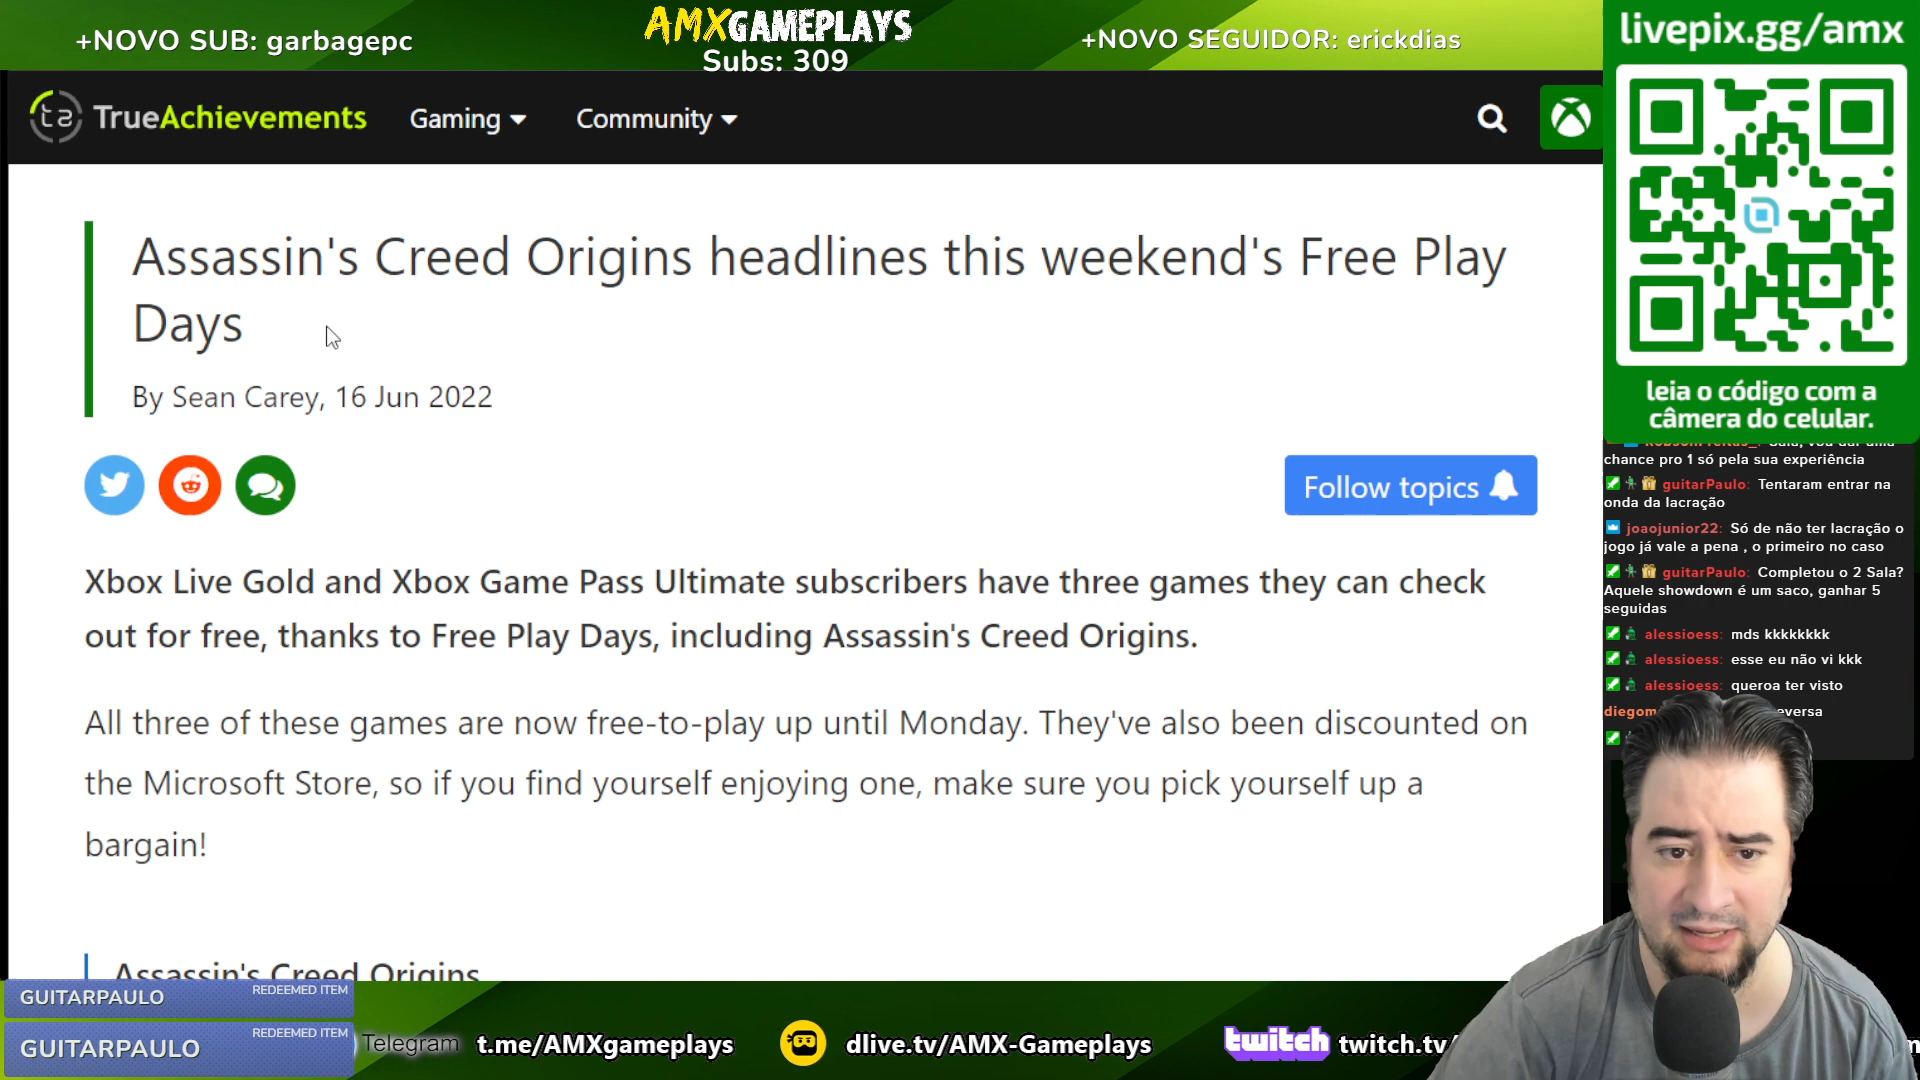 +NOVO SUB: garbagepc
AMXGAMEPLAYS
Subs: 309
+NOVO SEGUIDOR: erickdias
livepix.gg/amx
leia o código com a
câmera do celular.
ta TrueAchievements
Gaming
Community
Assassin's Creed Origins headlines this weekend's Free Play
Days
By Sean Carey, 16 Jun 2022
Follow topics
Xbox Live Gold and Xbox Game Pass Ultimate subscribers have three games they can check
out for free, thanks to Free Play Days, including Assassin's Creed Origins.
All three of these games are now free-to-play up until Monday. They've also been discounted on
the Microsoft Store, so if you find yourself enjoying one, make sure you pick yourself up a
bargain!
Assassin's Creed Origins
chance pro 1 só pela sua experiência
guitarPaulo: Tentaram entrar na
onda da lacração
joaojunior22: Só de não ter lacração o
jogo já vale a pena , o primeiro no caso
guitarPaulo: Completou o 2 Sala?
Aquele showdown é um saco, ganhar 5
seguidas
alessioess: mds kkkkkkkk
alessioess: esse eu não vi kkk
alessioess: queroa ter visto
GUITARPAULO REDEEMED ITEM
GUITARPAULO REDEEMED ITEM
Telegram t.me/AMXgameplays
dlive.tv/AMX-Gameplays
twitch twitch.tv/